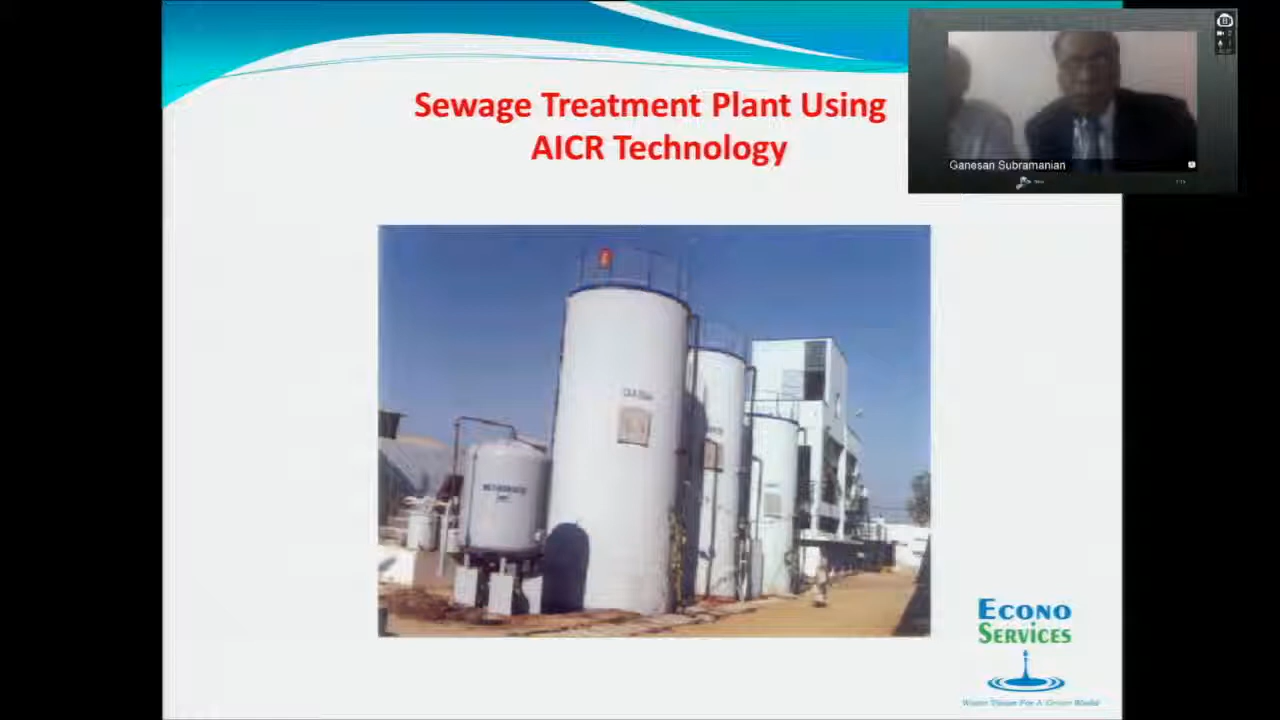 Sewage Treatment Plant Using
AICR Technology
Ganesan Subramanian
ECONO
SERVICES